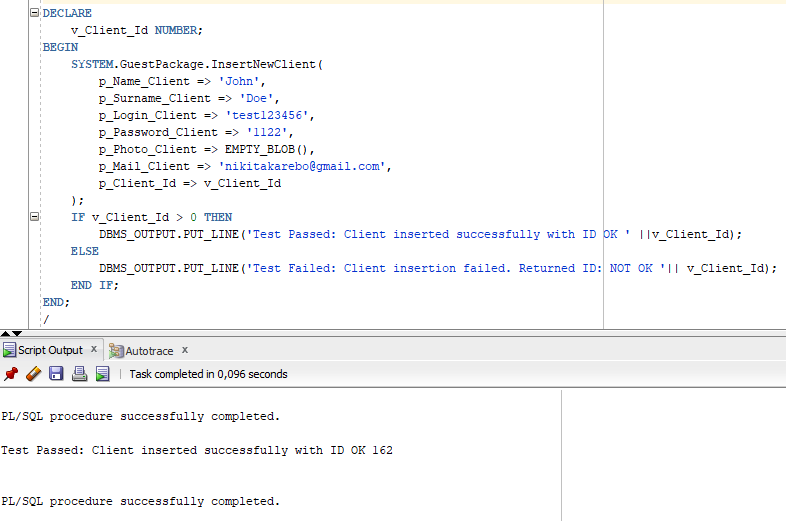 DECLARE
v_Client_Id NUMBER;
BEGIN
SYSTEM.GuestPackage.InsertNewClient(
p_Name_Client => 'John',
p_Surname_Client => 'Doe',
p_Login_Client => 'test123456',
p_Password_Client => '1122',
p_Photo_Client => EMPTY_BLOB(),
p_Mail_Client => 'nikitakarebo@gmail.com',
p_Client_Id => v_Client_Id
);
IF v_Client_Id > 0 THEN
DBMS_OUTPUT.PUT_LINE('Test Passed: Client inserted successfully with ID OK ' ||v_Client_Id);
ELSE
DBMS_OUTPUT.PUT_LINE('Test Failed: Client insertion failed. Returned ID: NOT OK '|| v_Client_Id);
END IF;
END;
/
Script Output x Autotrace x
Task completed in 0,096 seconds
PL/SQL procedure successfully completed.
Test Passed: Client inserted successfully with ID OK 162
PL/SQL procedure successfully completed.